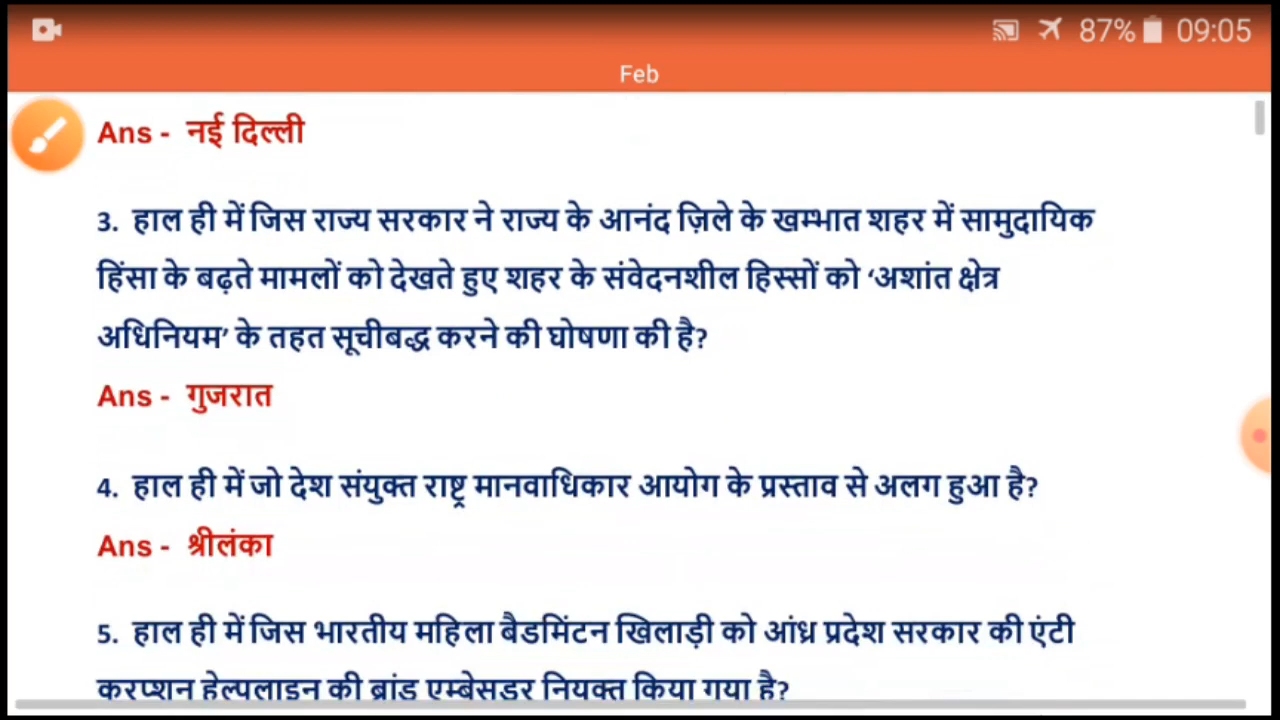 87% 09:05
Feb
Ans - नई दिल्ली
3. हाल ही में जिस राज्य सरकार ने राज्य के आनंद ज़िले के खम्भात शहर में सामुदायिक
हिंसा के बढ़ते मामलों को देखते हुए शहर के संवेदनशील हिस्सों को ‘अशांत क्षेत्र
अधिनियम’ के तहत सूचीबद्ध करने की घोषणा की है?
Ans - गुजरात
4. हाल ही में जो देश संयुक्त राष्ट्र मानवाधिकार आयोग के प्रस्ताव से अलग हुआ है?
Ans - श्रीलंका
5. हाल ही में जिस भारतीय महिला बैडमिंटन खिलाड़ी को आंध्र प्रदेश सरकार की एंटी
करप्शन हेल्पलाइन की ब्रांड एम्बेसडर नियुक्त किया गया है?